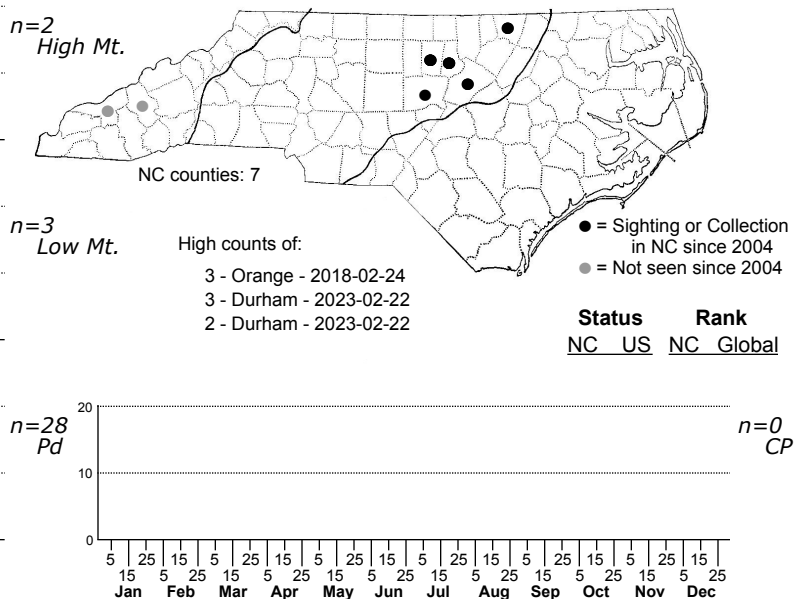 n=2
High Mt.
NC counties: 7
n=3
Low Mt.
High counts of:
3 - Orange - 2018-02-24
3 - Durham - 2023-02-22
2 - Durham - 2023-02-22
● = Sighting or Collection
in NC since 2004
● = Not seen since 2004
Status Rank
NC US NC Global
n=28
Pd
n=0
CP
20
10
0
5 25 15 5 25 15 5 25 15 5 25 15 5 25 15 5 25 15
15 5 25 15 5 25 15 5 25 15 5 25 15 5 25 15 5 25
Jan Feb Mar Apr May Jun Jul Aug Sep Oct Nov Dec